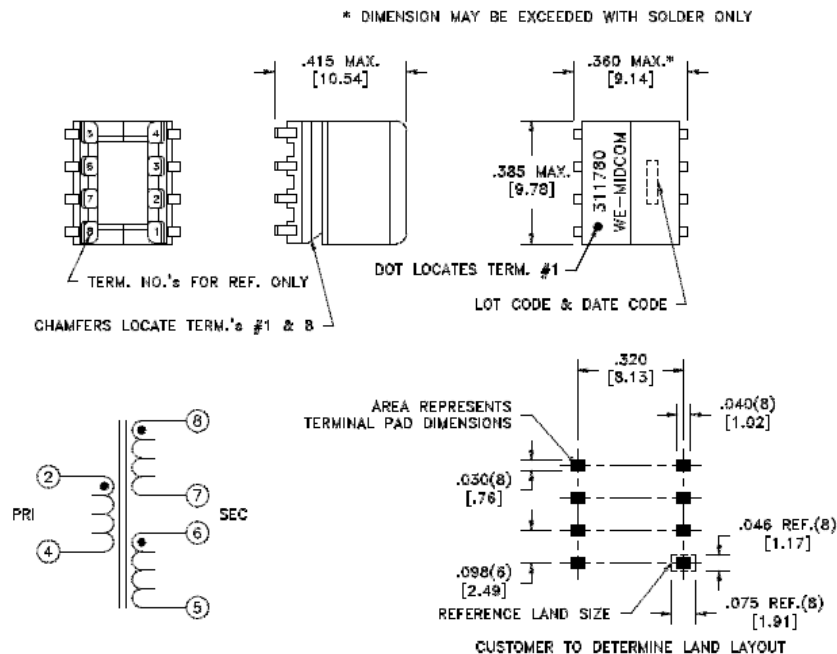 * DIMENSION MAY BE EXCEEDED WITH SOLDER ONLY
.415 MAX.
[10.54]
.360 MAX.*
[9.14]
4
6
3
7
2
8
1
.385 MAX.
[9.78]
311780
WE-MIDCOM
TERM. NO.'s FOR REF. ONLY
DOT LOCATES TERM. #1
LOT CODE & DATE CODE
CHAMFERS LOCATE TERM.'s #1 & 8
.320
[8.13]
AREA REPRESENTS
TERMINAL PAD DIMENSIONS
.040(8)
[1.02]
.030(8)
[.76]
.046 REF.(8)
[1.17]
.098(6)
[2.49]
REFERENCE LAND SIZE
.075 REF.(8)
[1.91]
CUSTOMER TO DETERMINE LAND LAYOUT
8
2
7
PRI
SEC
6
4
5